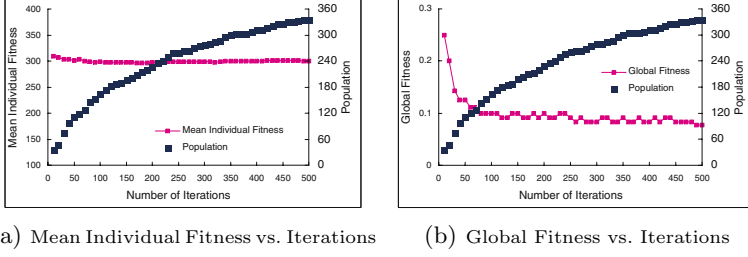 400
350
300
250
200
150
100
Mean Individual Fitness
360
300
240
180
120
60
0
Population
Mean Individual Fitness
Population
0 50 100 150 200 250 300 350 400 450 500
Number of Iterations
a) Mean Individual Fitness vs. Iterations
0.3
0.2
0.1
0
Global Fitness
360
300
240
180
120
60
0
Population
Global Fitness
Population
0 50 100 150 200 250 300 350 400 450 500
Number of Iterations
(b) Global Fitness vs. Iterations